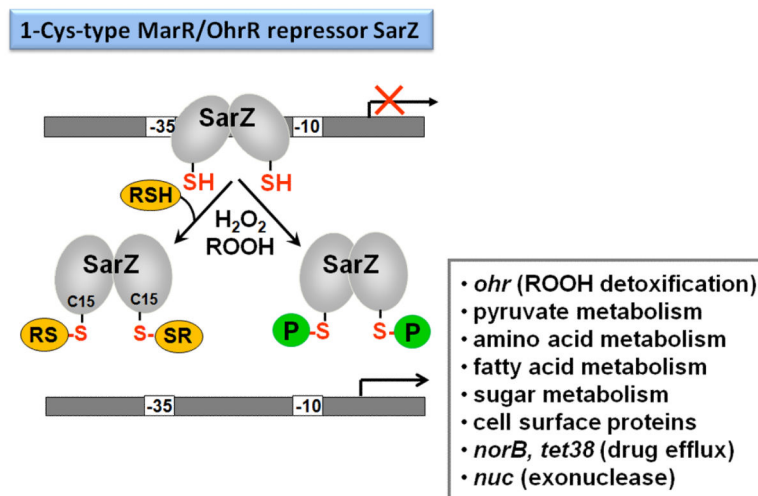 1-Cys-type MarR/OhrR repressor SarZ
-35 SarZ -10
SH SH
RSH
H₂O₂
ROOH
SarZ SarZ
C15 C15
RS -S S- SR
P -S S- P
-35 -10
• ohr (ROOH detoxification)
• pyruvate metabolism
• amino acid metabolism
• fatty acid metabolism
• sugar metabolism
• cell surface proteins
• norB, tet38 (drug efflux)
• nuc (exonuclease)